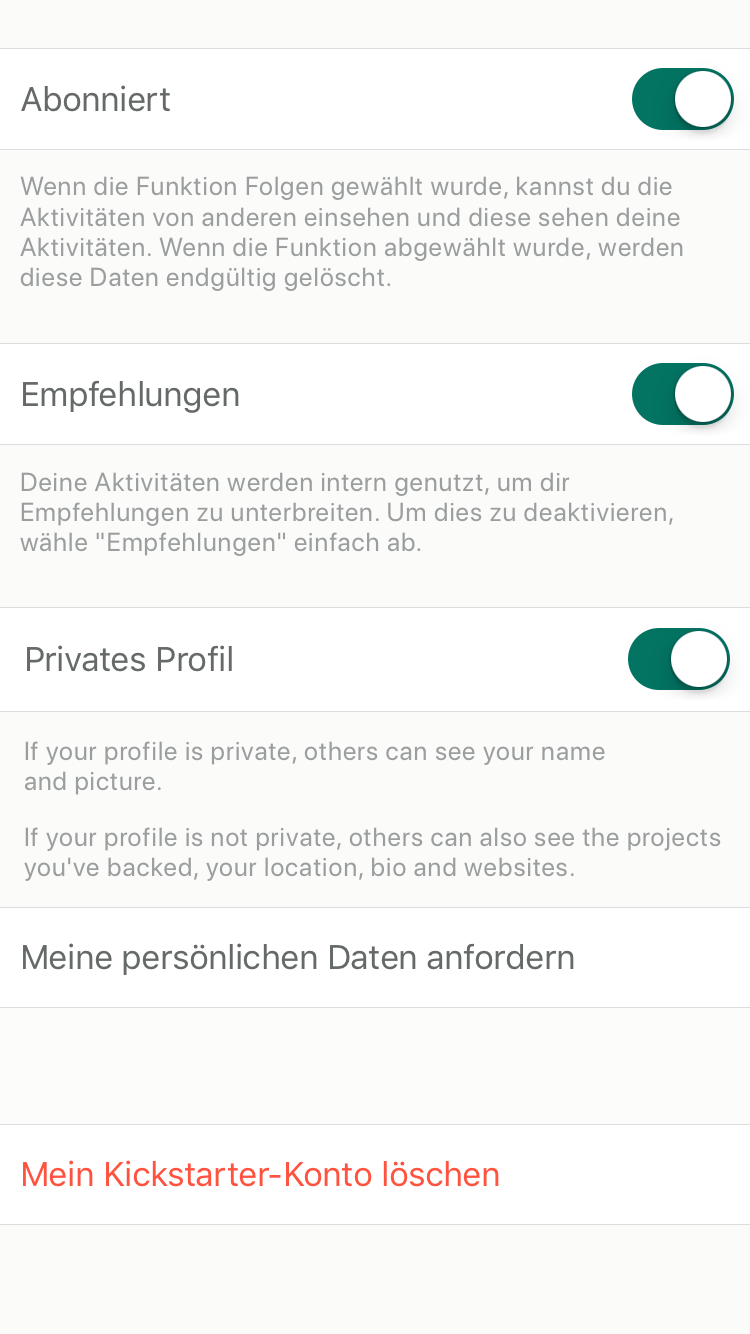 Abonniert
Wenn die Funktion Folgen gewählt wurde, kannst du die
Aktivitäten von anderen einsehen und diese sehen deine
Aktivitäten. Wenn die Funktion abgewählt wurde, werden
diese Daten endgültig gelöscht.
Empfehlungen
Deine Aktivitäten werden intern genutzt, um dir
Empfehlungen zu unterbreiten. Um dies zu deaktivieren,
wähle "Empfehlungen" einfach ab.
Privates Profil
If your profile is private, others can see your name
and picture.
If your profile is not private, others can also see the projects
you've backed, your location, bio and websites.
Meine persönlichen Daten anfordern
Mein Kickstarter-Konto löschen